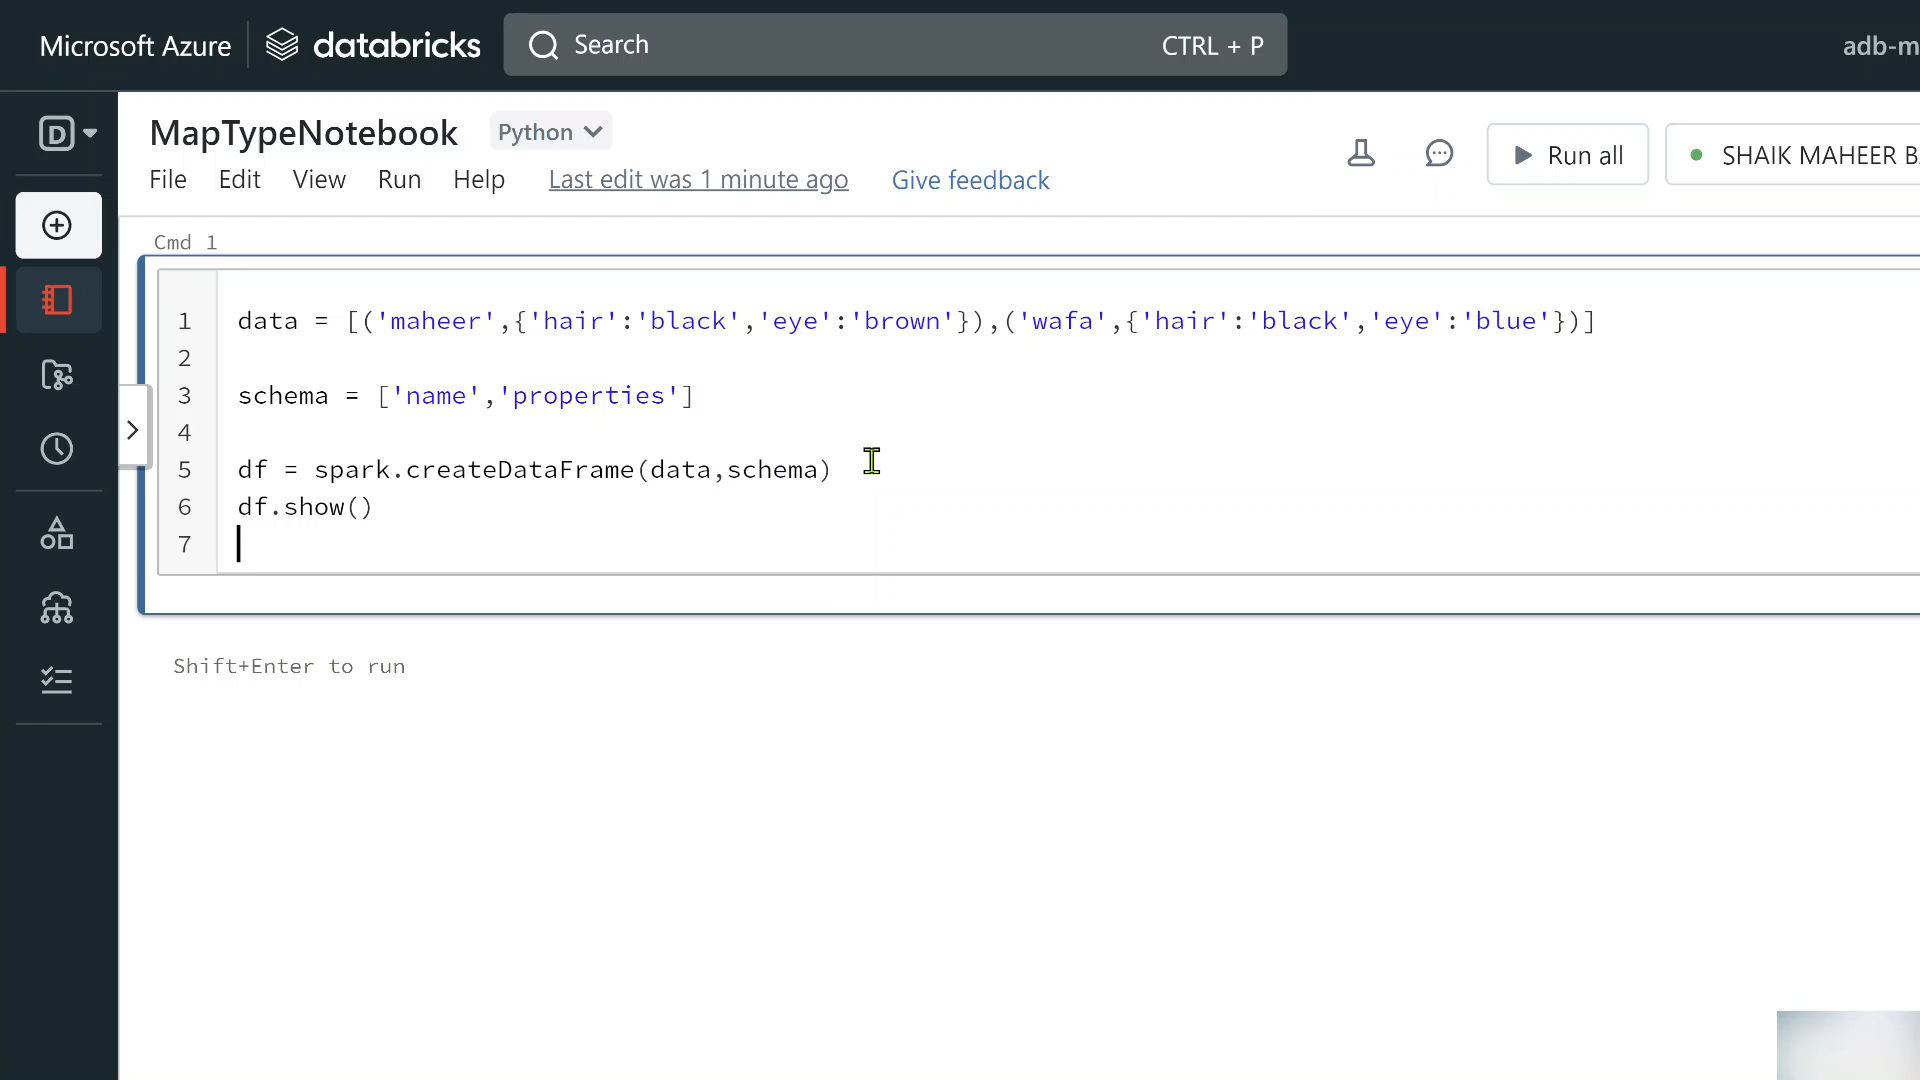 Microsoft Azure databricks Search CTRL + P adb-m
D
MapTypeNotebook Python
File Edit View Run Help Last edit was 1 minute ago Give feedback Run all SHAIK MAHEER B
Cmd 1
1 data = [('maheer',{'hair':'black','eye':'brown'}),('wafa',{'hair':'black','eye':'blue'})]
2
3 schema = ['name','properties']
4
5 df = spark.createDataFrame(data,schema)
6 df.show()
7
Shift+Enter to run